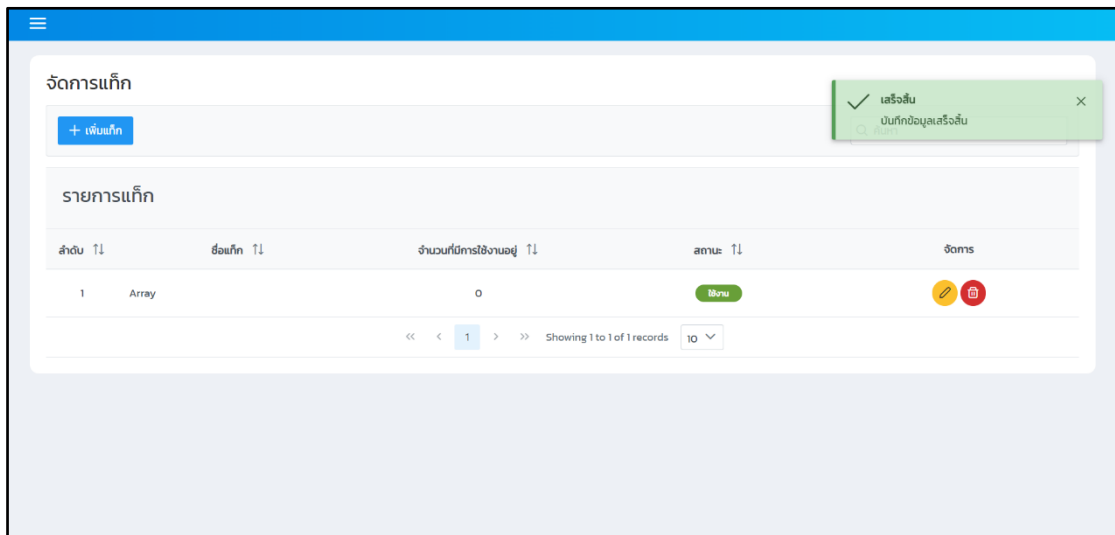 จัดการแท็ก
เสร็จสิ้น
บันทึกข้อมูลเสร็จสิ้น
เพิ่มแท็ก
ค้นหา
รายการแท็ก
ลำดับ ชื่อแท็ก จำนวนที่มีการใช้งานอยู่ สถานะ จัดการ
1 Array 0 ใช้งาน
<< < 1 > >> Showing 1 to 1 of 1 records 10